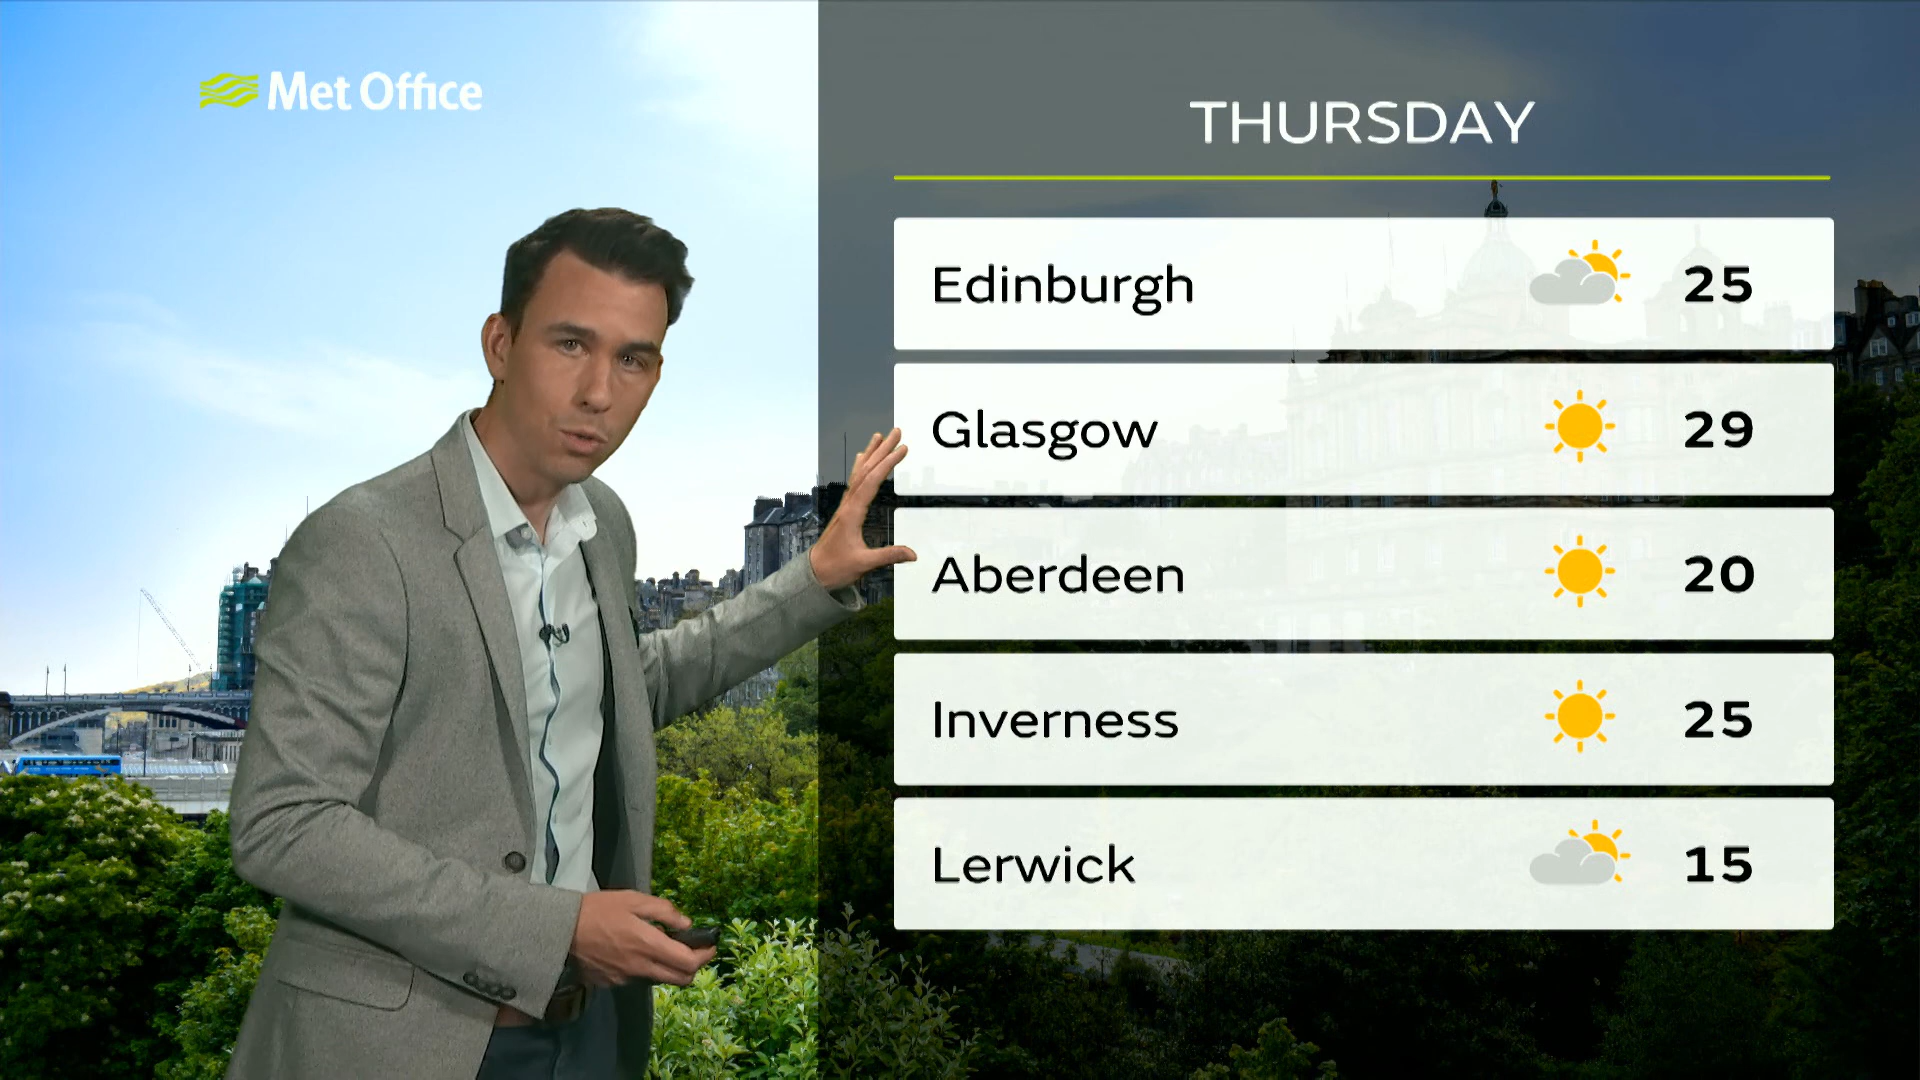 Met Office
THURSDAY
Edinburgh 25
Glasgow 29
Aberdeen 20
Inverness 25
Lerwick 15